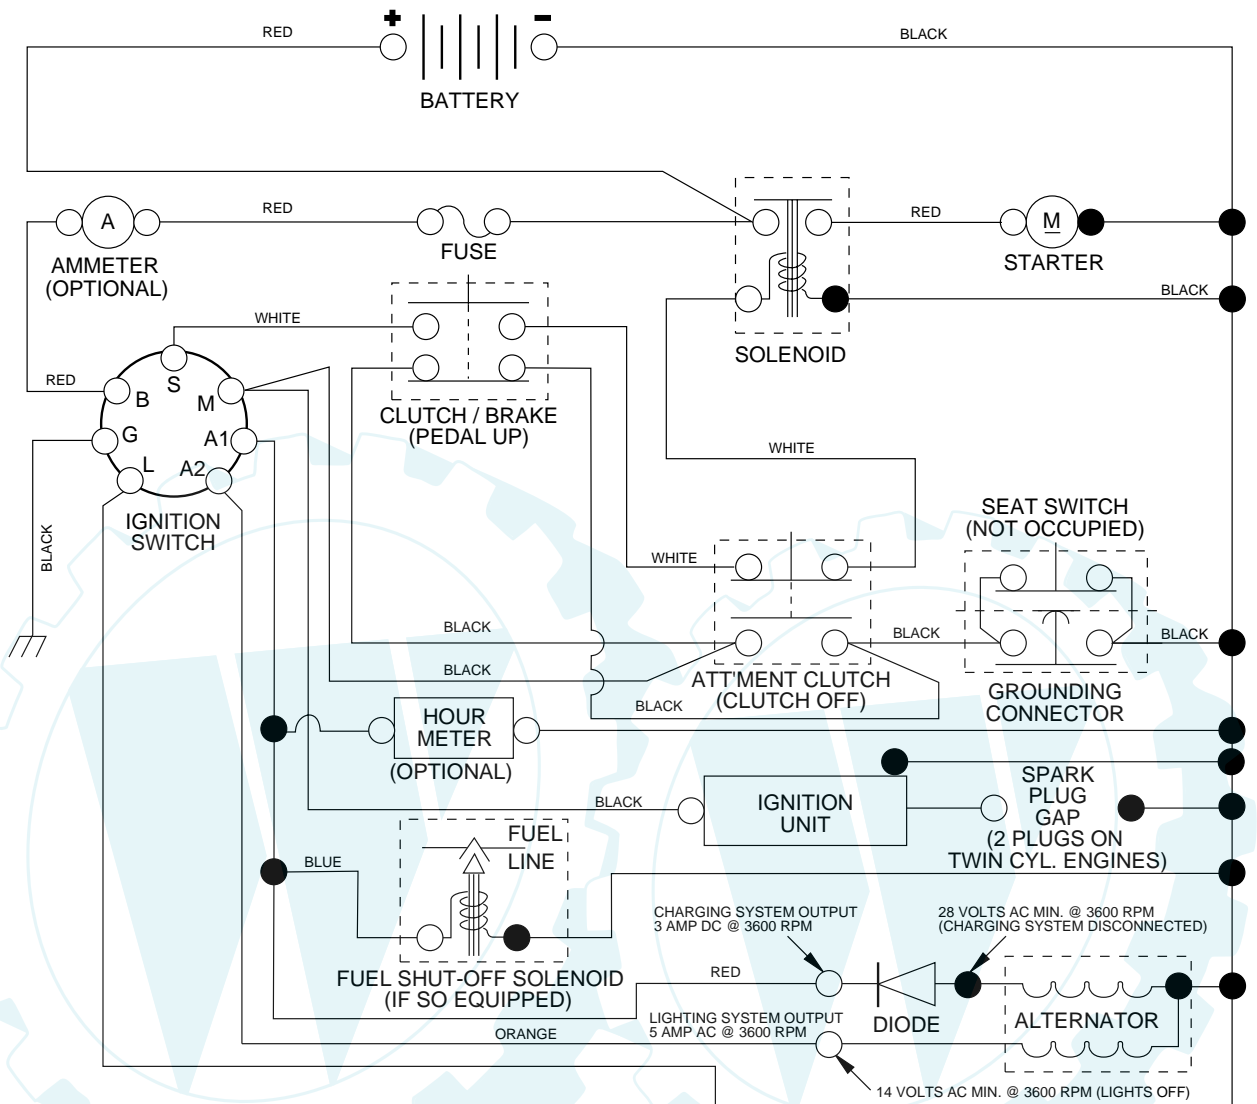 + −
RED
BLACK
BATTERY
A
RED
FUSE
RED
M
STARTER
AMMETER
(OPTIONAL)
BLACK
WHITE
SOLENOID
RED
S
B
M
G
A1
L
A2
CLUTCH / BRAKE
(PEDAL UP)
WHITE
IGNITION
SWITCH
BLACK
SEAT SWITCH
(NOT OCCUPIED)
WHITE
BLACK
BLACK
BLACK
BLACK
ATT'MENT CLUTCH
(CLUTCH OFF)
BLACK
GROUNDING
CONNECTOR
HOUR
METER
(OPTIONAL)
BLACK
IGNITION
UNIT
SPARK
PLUG
GAP
(2 PLUGS ON
TWIN CYL. ENGINES)
FUEL
LINE
BLUE
CHARGING SYSTEM OUTPUT
3 AMP DC @ 3600 RPM
28 VOLTS AC MIN. @ 3600 RPM
(CHARGING SYSTEM DISCONNECTED)
FUEL SHUT-OFF SOLENOID
(IF SO EQUIPPED)
RED
LIGHTING SYSTEM OUTPUT
5 AMP AC @ 3600 RPM
DIODE
ALTERNATOR
ORANGE
14 VOLTS AC MIN. @ 3600 RPM (LIGHTS OFF)